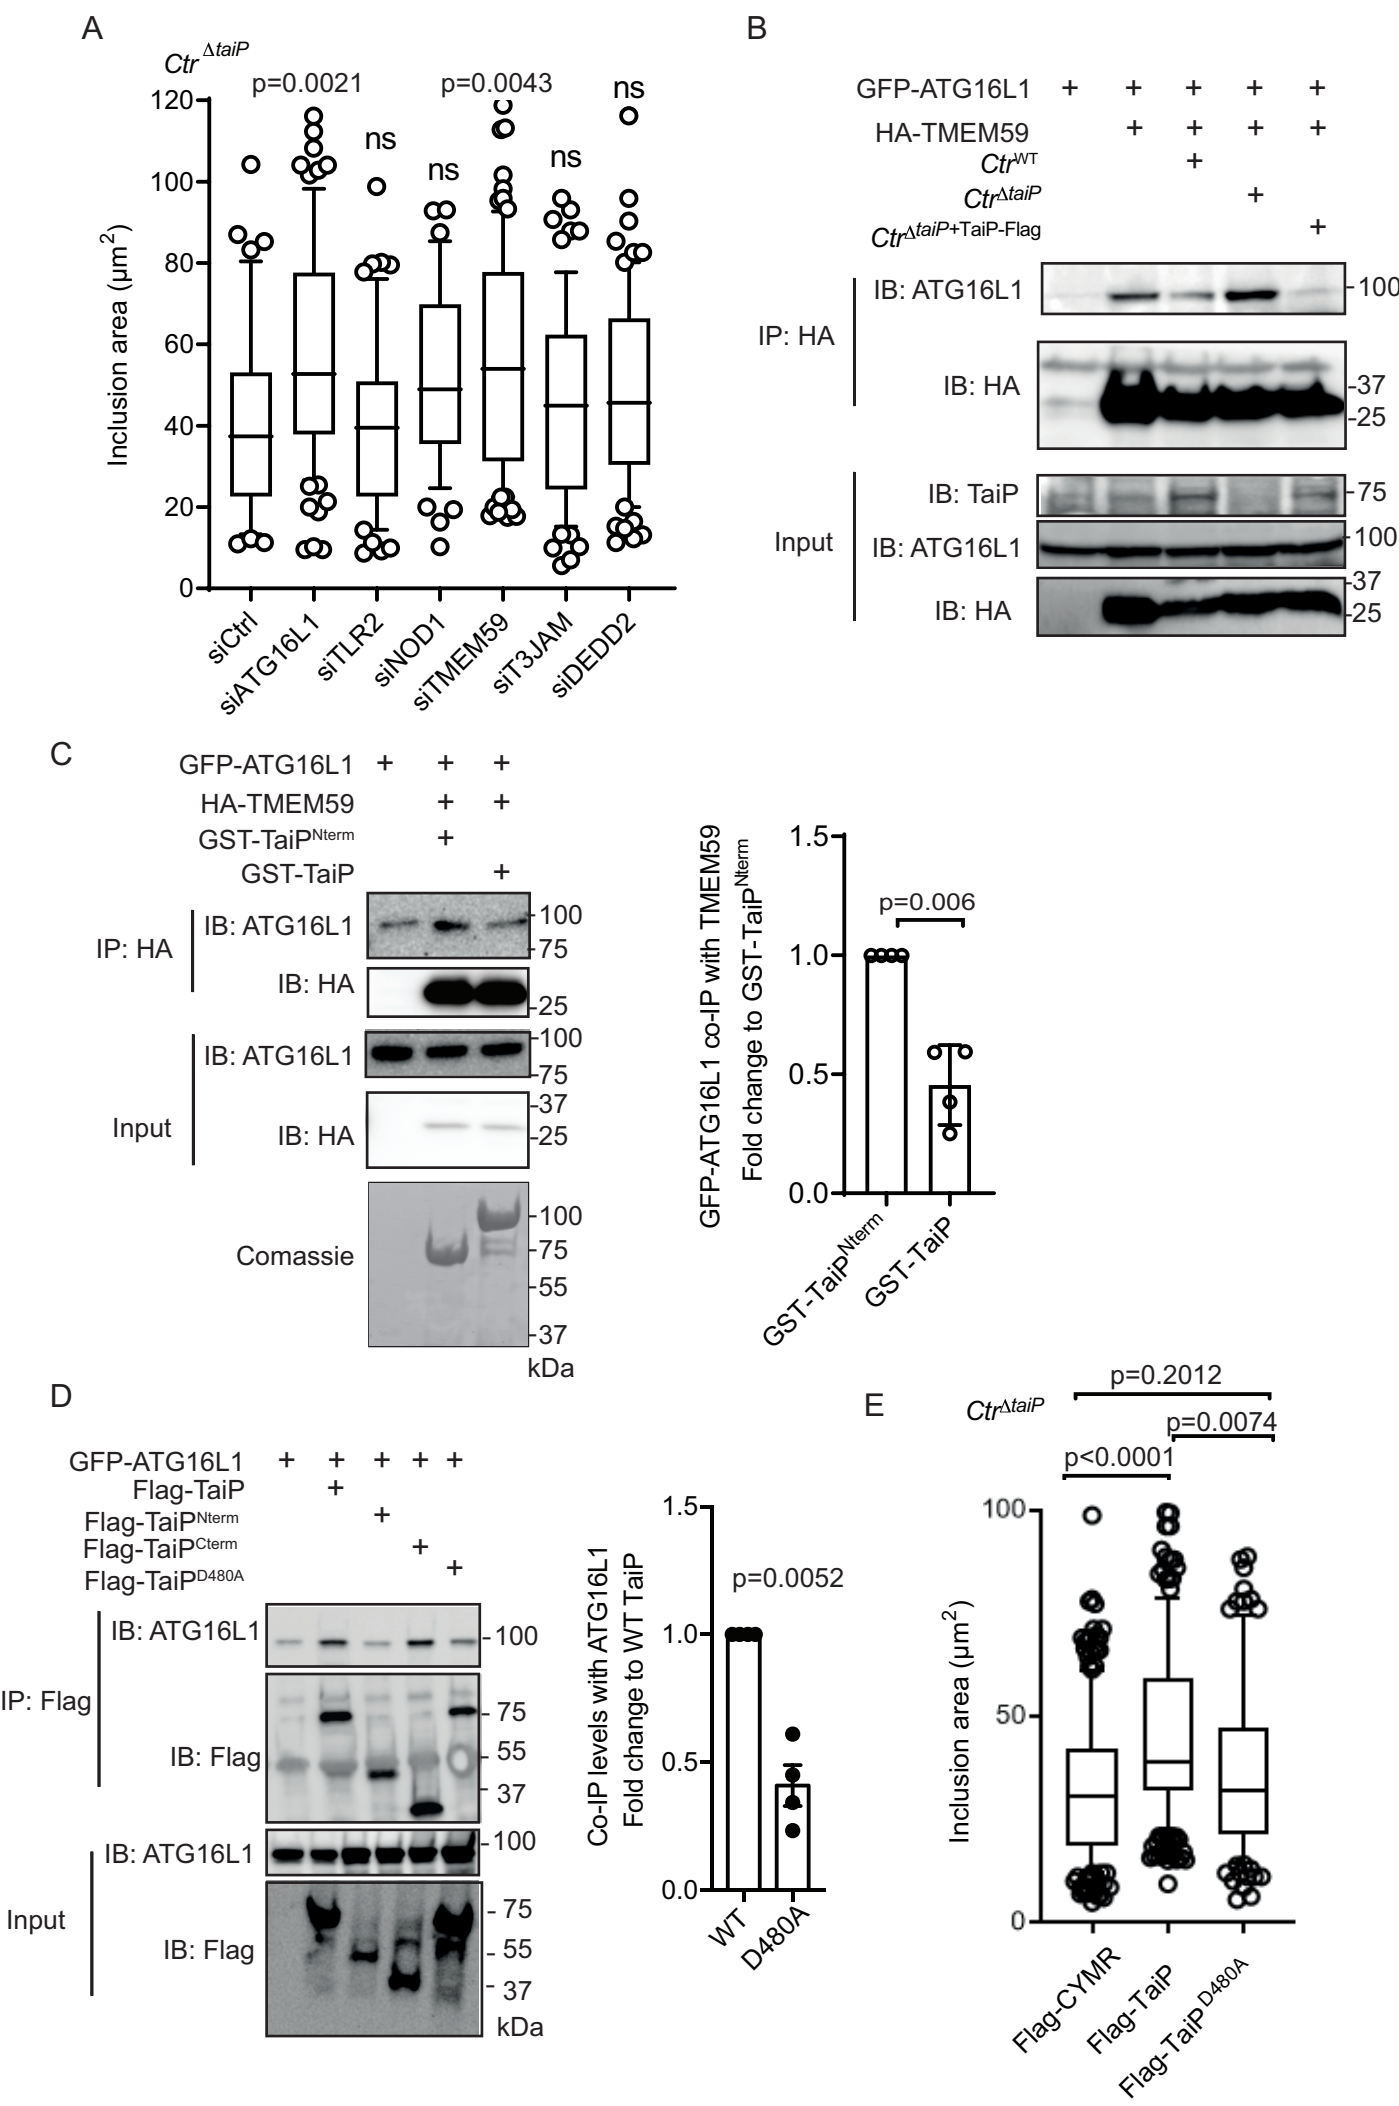 A
Ctr ΔtaiP
p=0.0021
p=0.0043
ns
ns
ns
ns
Inclusion area (μm2)
120
100
80
60
40
20
0
siCtrl
siATG16L1
siTLR2
siNOD1
siTMEM59
siT3JAM
siDEDD2
B
GFP-ATG16L1 + + + + +
HA-TMEM59 + + + +
CtrWT +
CtrΔtaiP +
CtrΔtaiP+TaiP-Flag +
IP: HA
IB: ATG16L1 -100
IB: HA -37
-25
Input
IB: TaiP -75
IB: ATG16L1 -100
IB: HA -37
-25
C
GFP-ATG16L1 + + +
HA-TMEM59 + +
GST-TaiPNterm +
GST-TaiP +
IP: HA
IB: ATG16L1 -100
-75
IB: HA -25
Input
IB: ATG16L1 -100
-75
IB: HA -37
-25
Comassie -100
-75
-55
-37
kDa
GFP-ATG16L1 co-IP with TMEM59
Fold change to GST-TaiPNterm
1.5
1.0
0.5
0.0
p=0.006
GST-TaiPNterm
GST-TaiP
D
GFP-ATG16L1 + + + + +
Flag-TaiP +
Flag-TaiPNterm +
Flag-TaiPCterm +
Flag-TaiPD480A +
IP: Flag
IB: ATG16L1 -100
IB: Flag - 75
- 55
- 37
Input
IB: ATG16L1 - 100
IB: Flag - 75
- 55
- 37
kDa
Co-IP levels with ATG16L1
Fold change to WT TaiP
1.5
1.0
0.5
0.0
p=0.0052
WT
D480A
E
CtrΔtaiP
p=0.2012
p=0.0074
p<0.0001
Inclusion area (μm2)
100
50
0
Flag-CYMR
Flag-TaiP
Flag-TaiPD480A